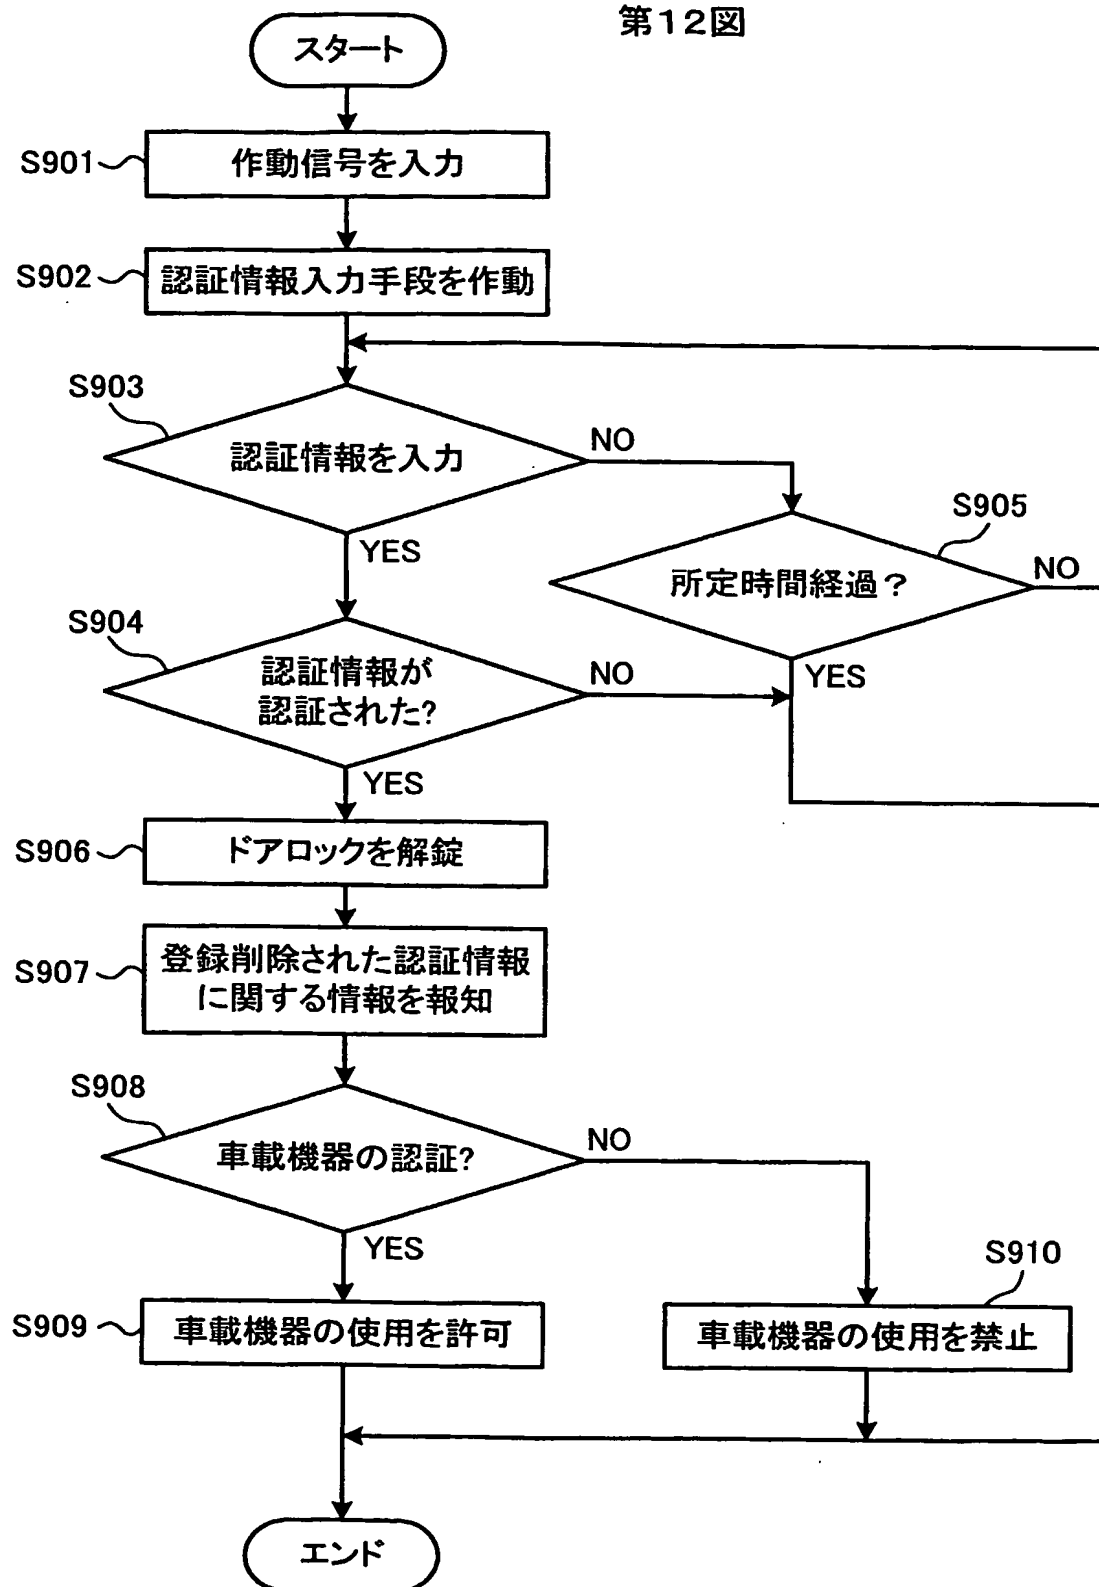 第12図
スタート
S901
作動信号を入力
S902
認証情報入力手段を作動
S903
認証情報を入力
NO
YES
S905
所定時間経過？
NO
YES
S904
認証情報が
認証された?
NO
YES
S906
ドアロックを解錠
S907
登録削除された認証情報
に関する情報を報知
S908
車載機器の認証?
NO
YES
S909
車載機器の使用を許可
S910
車載機器の使用を禁止
エンド